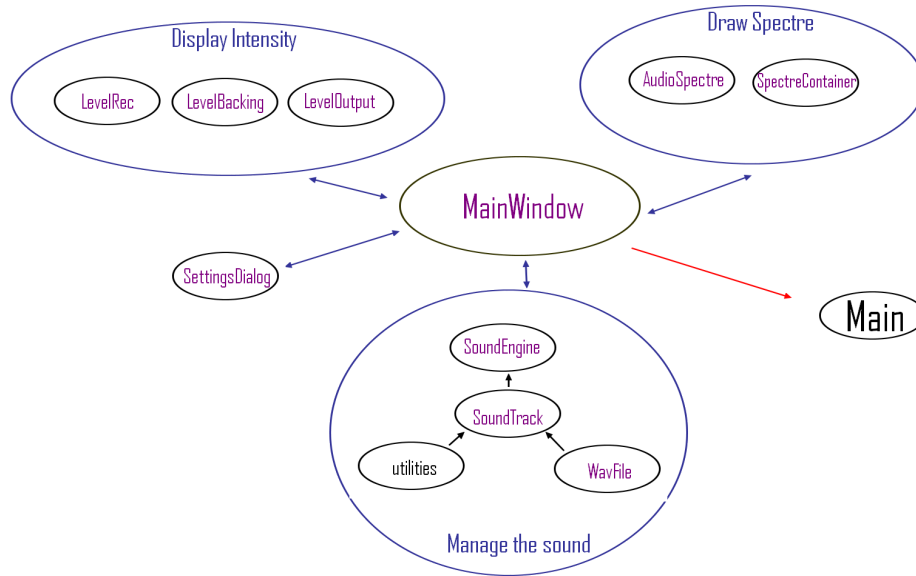 Display Intensity
LevelRec
LevelBacking
LevelOutput
Draw Spectre
AudioSpectre
SpectreContainer
MainWindow
SettingsDialog
Main
SoundEngine
SoundTrack
utilities
WavFile
Manage the sound